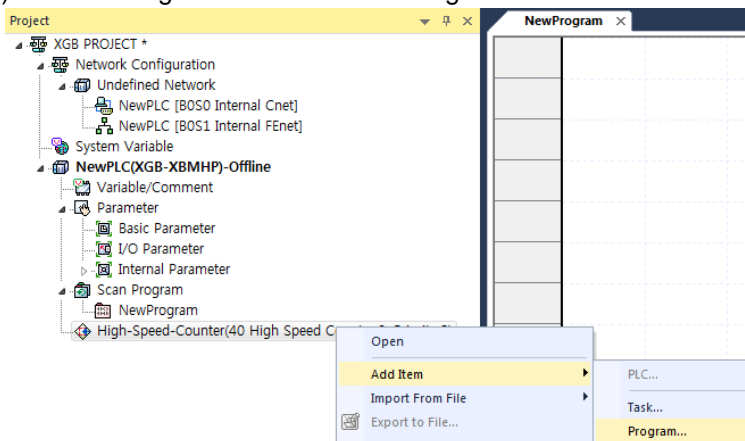 Project
NewProgram
XGB PROJECT *
Network Configuration
Undefined Network
NewPLC [B0S0 Internal Cnet]
NewPLC [B0S1 Internal FEnet]
System Variable
NewPLC(XGB-XBMHP)-Offline
Variable/Comment
Parameter
Basic Parameter
I/O Parameter
Internal Parameter
Scan Program
NewProgram
High-Speed-Counter(40 High Speed
Open
Add Item
PLC...
Import From File
Task...
Export to File...
Program...